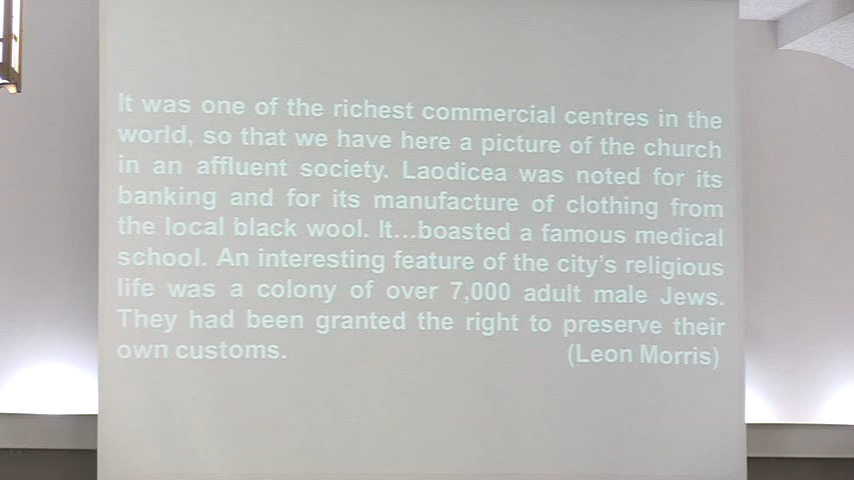 It was one of the richest commercial centres in the
world, so that we have here a picture of the church
in an affluent society. Laodicea was noted for its
banking and for its manufacture of clothing from
the local black wool. It...boasted a famous medical
school. An interesting feature of the city's religious
life was a colony of over 7,000 adult male Jews.
They had been granted the right to preserve their
own customs. (Leon Morris)